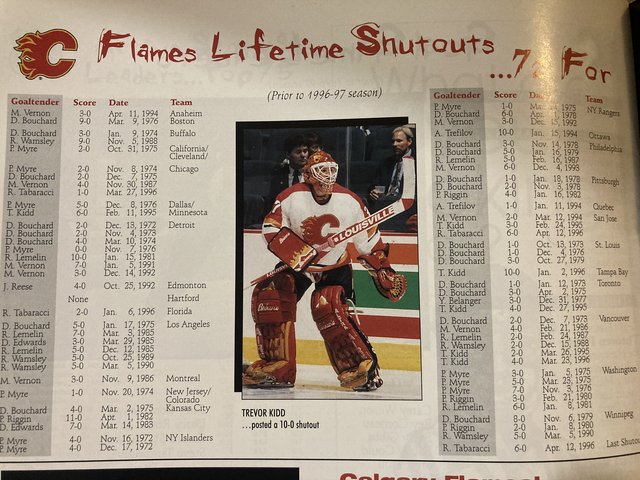 Flames Lifetime Shutouts
...7
For
(Prior to 1996-97 season)
Goaltender Score Date Team
M. Vernon 3-0 Apr. 11, 1994 Anaheim
D. Bouchard 9-0 Mar. 9, 1976 Boston
D. Bouchard 3-0 Jan. 9, 1974 Buffalo
R. Wamsley 9-0 Nov. 5, 1988
P. Myre 2-0 Oct. 31, 1975 California/
Cleveland/
P. Myre 2-0 Nov. 8, 1974 Chicago
D. Bouchard 2-0 Dec. 7, 1975
M. Vernon 4-0 Nov. 30, 1987
R. Tabaracci 1-0 Mar. 27, 1996
P. Myre 5-0 Dec. 8, 1976 Dallas/
T. Kidd 6-0 Feb. 11, 1995 Minnesota
D. Bouchard 2-0 Dec. 13, 1972 Detroit
D. Bouchard 2-0 Nov. 4, 1973
D. Bouchard 4-0 Mar. 10, 1974
P. Myre 0-0 Nov. 7, 1976
R. Lemelin 10-0 Jan. 15, 1981
M. Vernon 7-0 Jan. 5, 1991
M. Vernon 3-0 Dec. 14, 1992
J. Reese 4-0 Oct. 25, 1992 Edmonton
None Hartford
R. Tabaracci 2-0 Jan. 6, 1996 Florida
D. Bouchard 5-0 Jan. 17, 1975 Los Angeles
R. Lemelin 7-0 Mar. 3, 1985
D. Edwards 3-0 Mar. 29, 1985
R. Lemelin 5-0 Dec. 12, 1985
R. Wamsley 5-0 Oct. 25, 1989
R. Wamsley 5-0 Mar. 5, 1990
M. Vernon 3-0 Nov. 9, 1986 Montreal
P. Myre 1-0 Nov. 20, 1974 New Jersey/
Colorado
D. Bouchard 4-0 Mar. 2, 1975 Kansas City
P. Riggin 11-0 Apr. 1, 1982
D. Edwards 7-0 Mar. 14, 1983
P. Myre 4-0 Nov. 16, 1972 NY Islanders
P. Myre 4-0 Dec. 17, 1972
LOUISVILLE
TREVOR KIDD
...posted a 10-0 shutout
Goaltender Score Date Team
P. Myre 1-0 1975 NY Rangers
D. Bouchard 6-0 1978
M. Vernon 3-0 Dec. 15, 1992
A. Trefilov 10-0 Jan. 15, 1994 Ottawa
D. Bouchard 3-0 Nov. 14, 1978 Philadelphia
D. Bouchard 5-0 Jan. 16, 1979
R. Lemelin 5-0 Feb. 16, 1987
M. Vernon 6-0 Dec. 4, 1993
D. Bouchard 1-0 Jan. 18, 1978 Pittsburgh
D. Bouchard 2-0 Nov. 3, 1978
P. Riggin 4-0 Jan. 16, 1982
A. Trefilov 1-0 Jan. 11, 1994 Quebec
M. Vernon 2-0 Mar. 12, 1994 San Jose
T. Kidd 3-0 Feb. 24, 1995
R. Tabaracci 6-0 Apr. 12, 1996
D. Bouchard 1-0 Oct. 13, 1973 St. Louis
D. Bouchard 1-0 Dec. 4, 1976
D. Bouchard 3-0 Oct. 27, 1979
T. Kidd 10-0 Jan. 2, 1996 Tampa Bay
D. Bouchard 1-0 Jan. 12, 1973 Toronto
D. Bouchard 3-0 Apr. 2, 1975
Y. Belanger 3-0 Dec. 31, 1977
T. Kidd 4-0 Dec. 27, 1995
D. Bouchard 2-0 Dec. 7, 1973 Vancouver
M. Vernon 4-0 Feb. 21, 1986
R. Lemelin 2-0 Feb. 24, 1987
R. Wamsley 2-0 Dec. 15, 1988
T. Kidd 2-0 Mar. 26, 1995
T. Kidd 4-0 Mar. 23, 1996
P. Myre 3-0 Jan. 5, 1975 Washington
P. Myre 5-0 Mar. 23, 1975
P. Myre 7-0 Nov. 3, 1976
P. Riggin 3-0 Feb. 21, 1980
R. Lemelin 6-0 Jan. 8, 1981
D. Bouchard 8-0 Nov. 6, 1979 Winnipeg
P. Riggin 2-0 Jan. 8, 1980
R. Wamsley 5-0 Mar. 5, 1990
R. Tabaracci 6-0 Apr. 12, 1996 Last Shutou